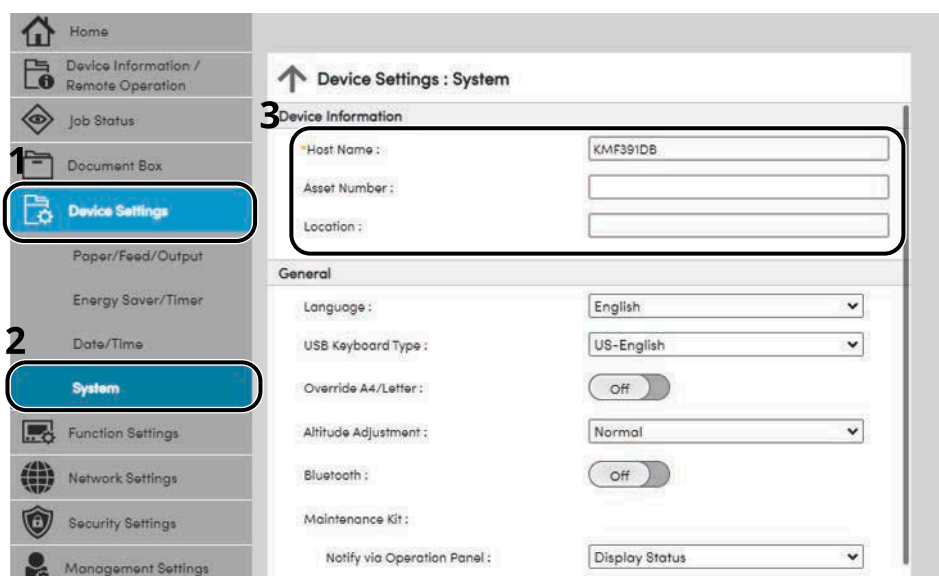 Home
Device Information /
Remote Operation
Job Status
1
Document Box
Device Settings
Paper/Feed/Output
Energy Saver/Timer
2
Date/Time
System
Function Settings
Network Settings
Security Settings
Management Settings
Device Settings : System
3
Device Information
*Host Name : KMF391DB
Asset Number :
Location :
General
Language : English
USB Keyboard Type : US-English
Override A4/Letter : Off
Altitude Adjustment : Normal
Bluetooth : Off
Maintenance Kit :
Notify via Operation Panel : Display Status